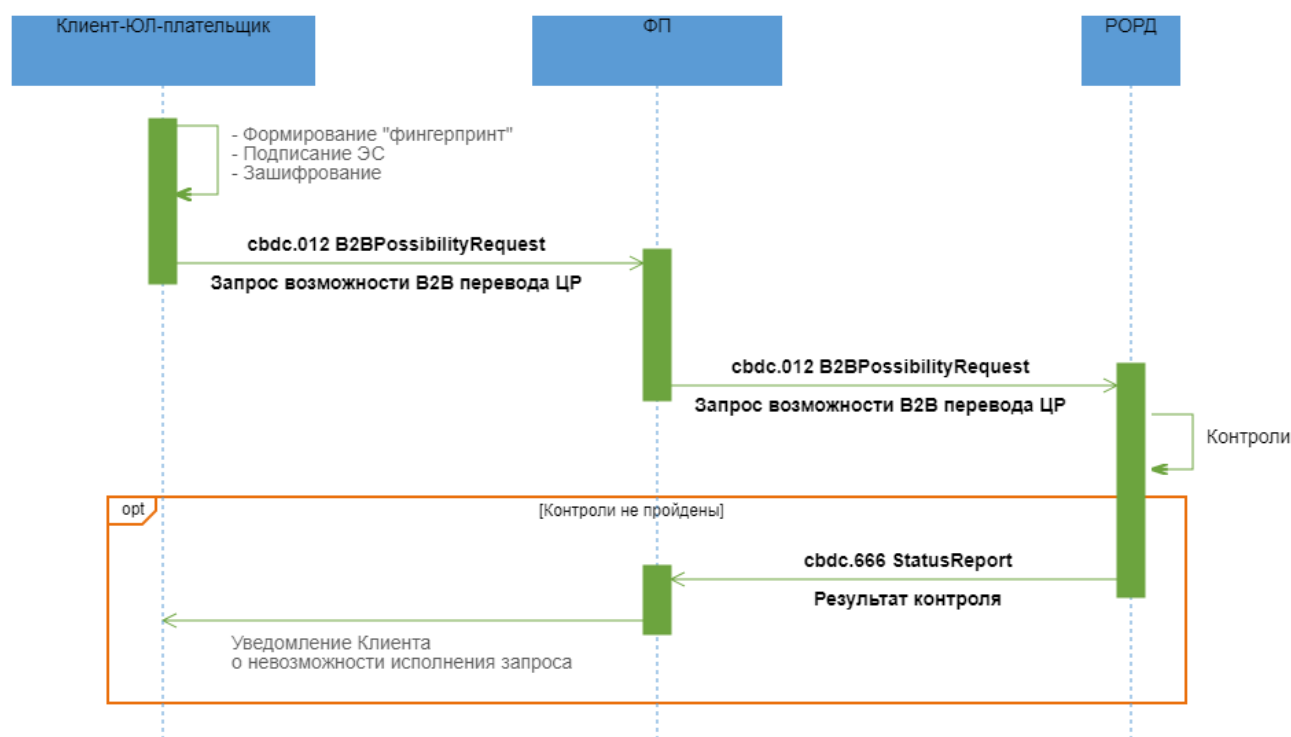 Клиент-ЮЛ-плательщик
ФП
РОРД
- Формирование "фингерпринт"
- Подписание ЭС
- Зашифрование
cbdc.012 B2BPossibilityRequest
Запрос возможности B2B перевода ЦР
cbdc.012 B2BPossibilityRequest
Запрос возможности B2B перевода ЦР
Контроли
opt
[Контроли не пройдены]
cbdc.666 StatusReport
Результат контроля
Уведомление Клиента
о невозможности исполнения запроса